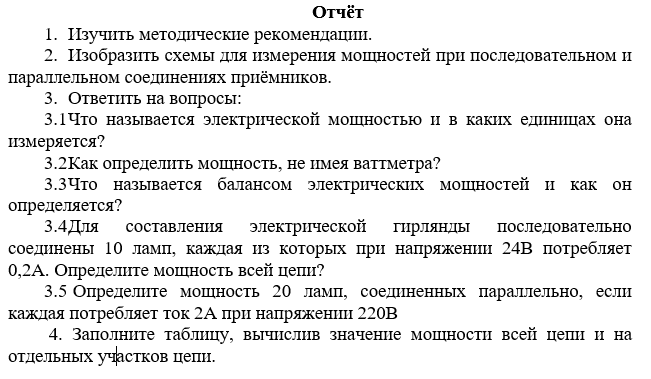 Отчёт
1. Изучить методические рекомендации.
2. Изобразить схемы для измерения мощностей при последовательном и
параллельном соединениях приёмников.
3. Ответить на вопросы:
3.1Что называется электрической мощностью и в каких единицах она
измеряется?
3.2Как определить мощность, не имея ваттметра?
3.3Что называется балансом электрических мощностей и как он
определяется?
3.4Для составления электрической гирлянды последовательно
соединены 10 ламп, каждая из которых при напряжении 24В потребляет
0,2А. Определите мощность всей цепи?
3.5 Определите мощность 20 ламп, соединенных параллельно, если
каждая потребляет ток 2А при напряжении 220В
4. Заполните таблицу, вычислив значение мощности всей цепи и на
отдельных участков цепи.